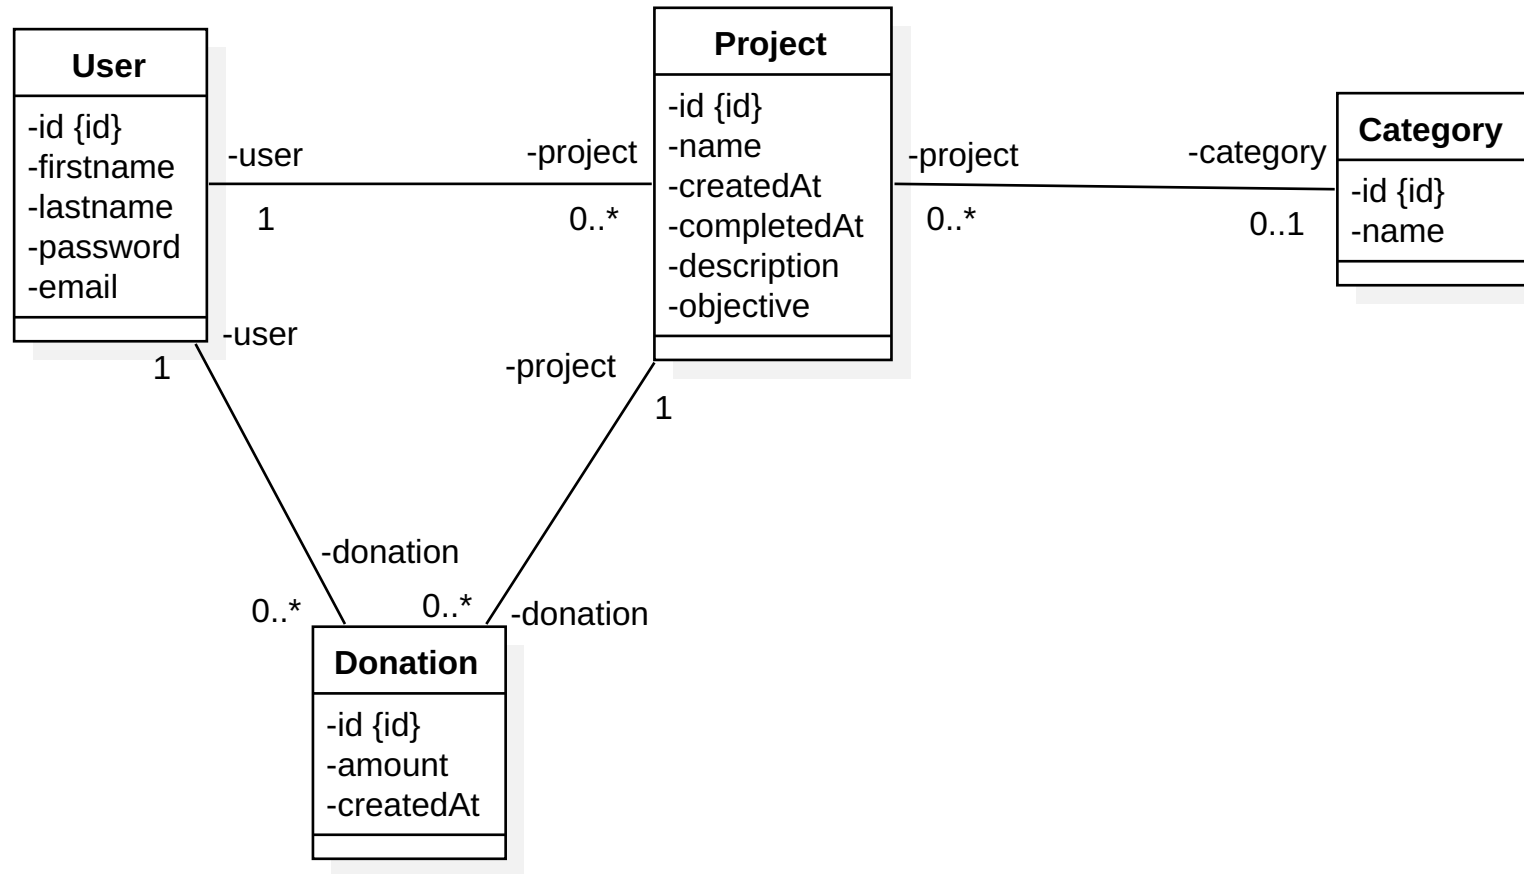 User
-id {id}
-firstname
-lastname
-password
-email
-user
1
-project
0..*
Project
-id {id}
-name
-createdAt
-completedAt
-description
-objective
-project
0..*
-category
0..1
Category
-id {id}
-name
-user
1
-project
1
-donation
0..*
0..*
-donation
Donation
-id {id}
-amount
-createdAt